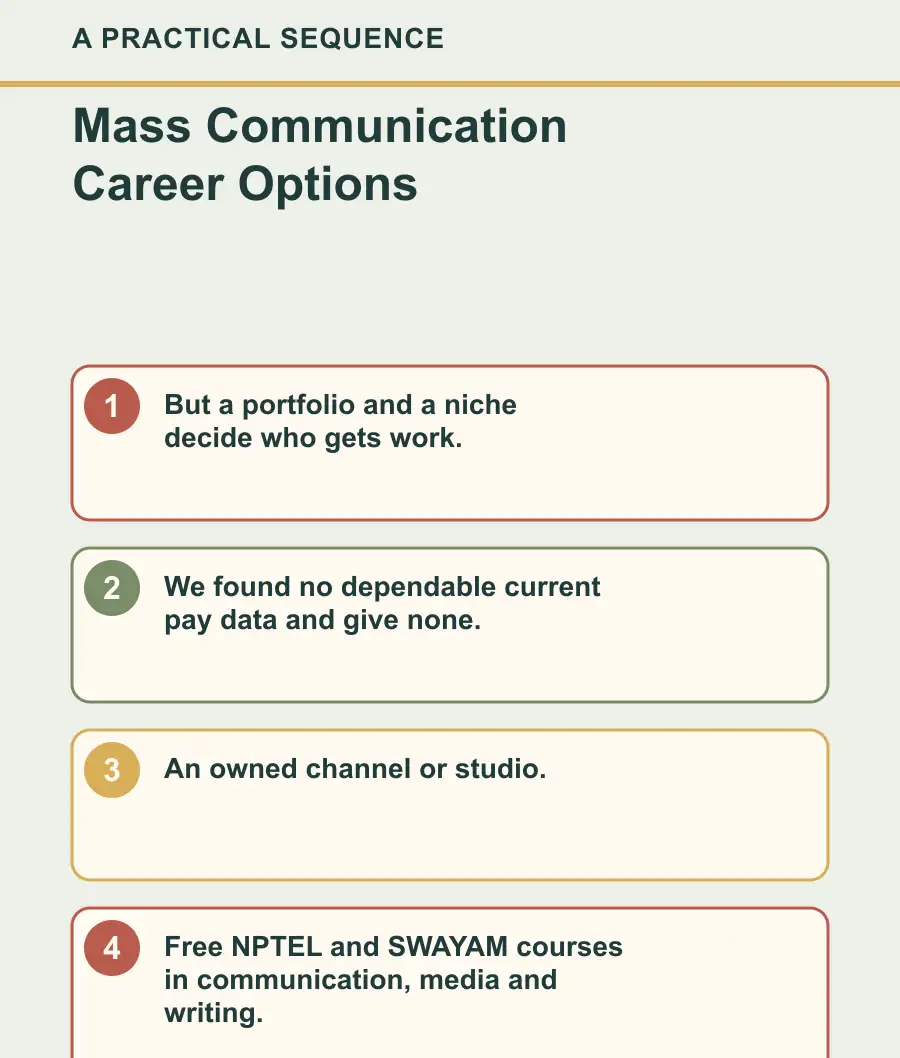 A PRACTICAL SEQUENCE
Mass Communication
Career Options
1
But a portfolio and a niche
decide who gets work.
2
We found no dependable current
pay data and give none.
3
An owned channel or studio.
4
Free NPTEL and SWAYAM courses
in communication, media and
writing.